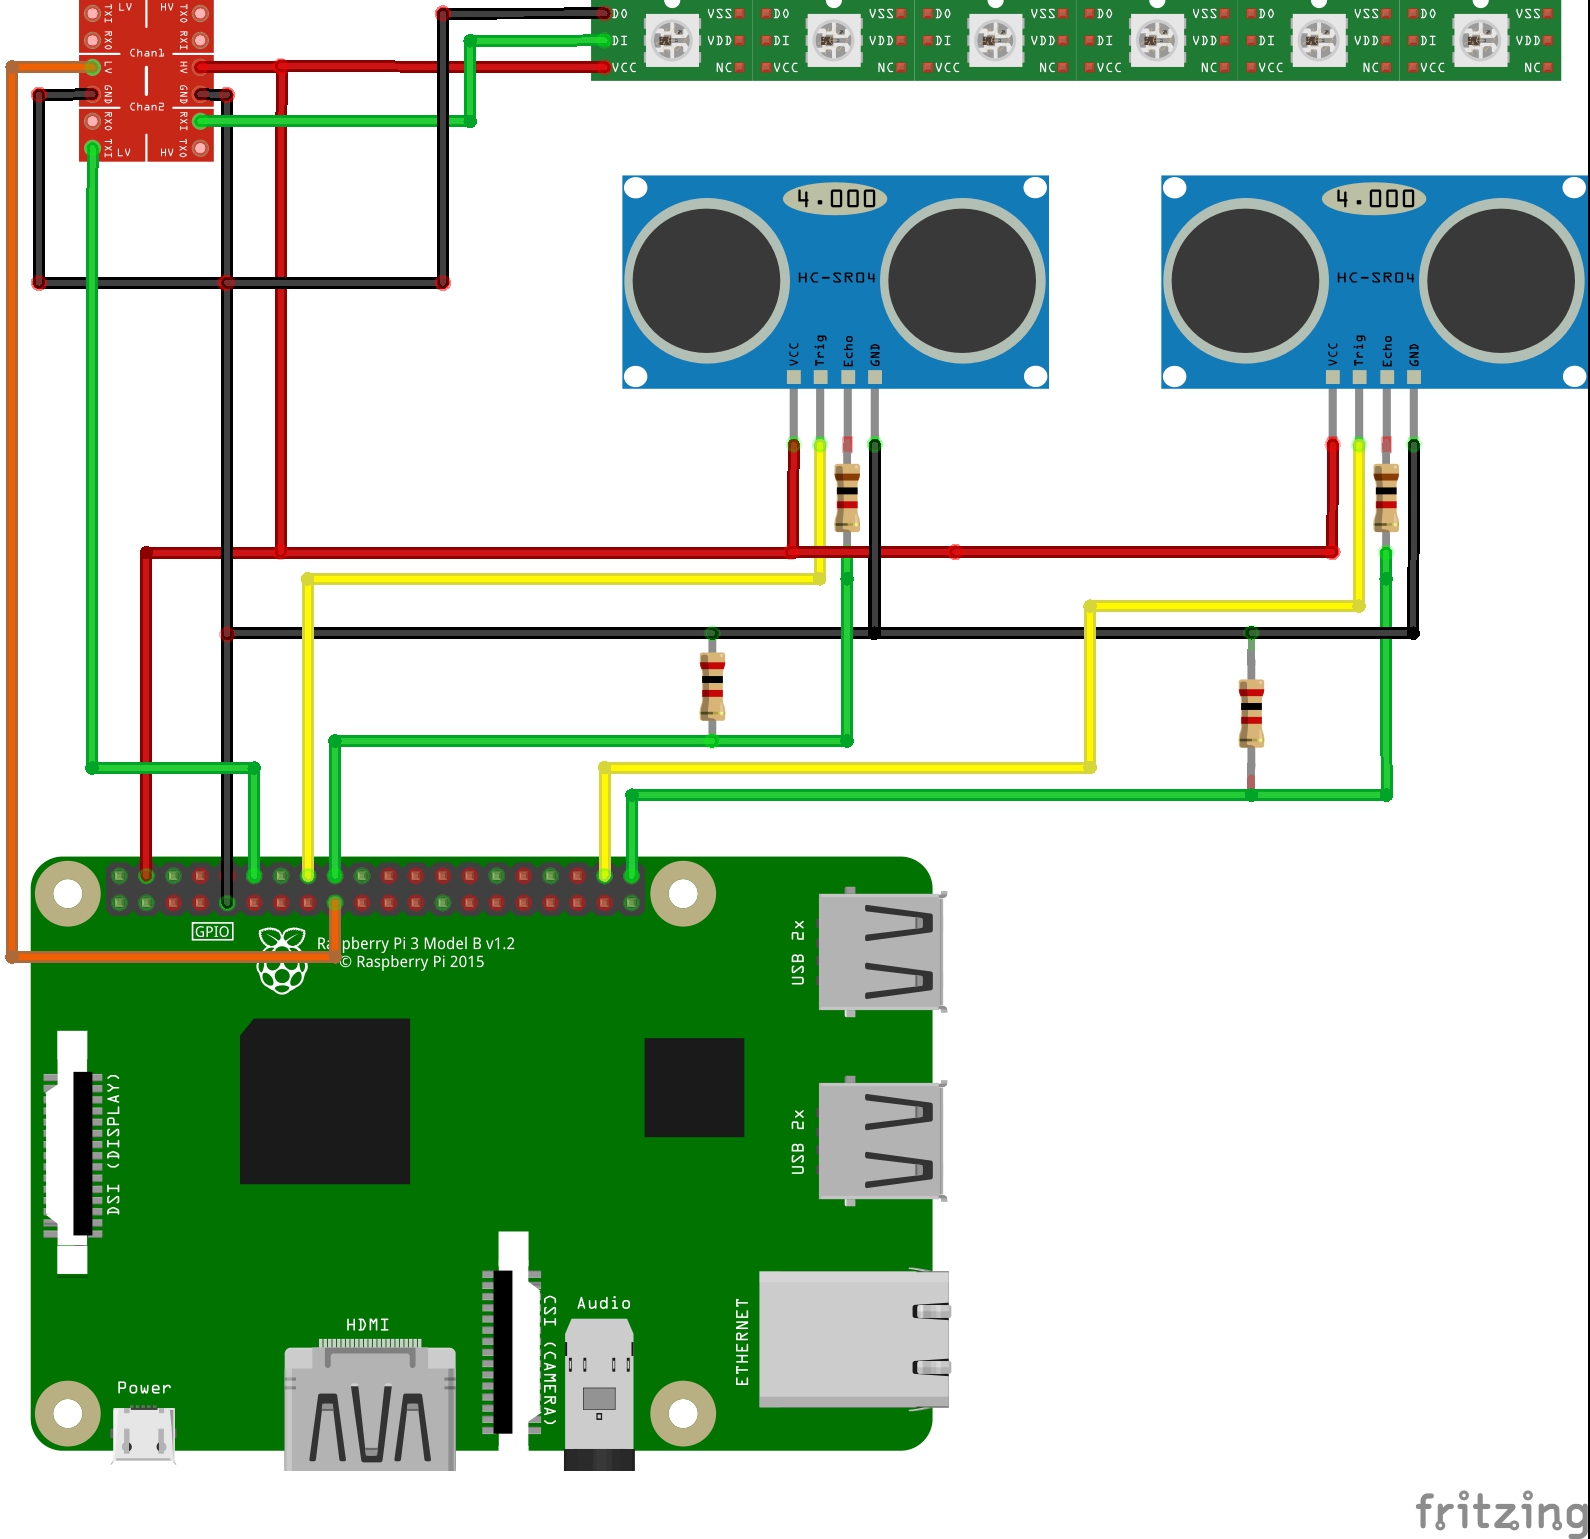 TXI LV HV TXO
RXO RXI
Chan1
LV HV
GND GND
Chan2
RXO RXI
TXI LV HV TXO
DO VSS DO VSS DO VSS DO VSS DO VSS DO VSS
DI VDD DI VDD DI VDD DI VDD DI VDD DI VDD
VCC NC VCC NC VCC NC VCC NC VCC NC VCC NC
4.000
HC-SR04
VCC Trig Echo GND
4.000
HC-SR04
VCC Trig Echo GND
GPIO
Raspberry Pi 3 Model B v1.2
© Raspberry Pi 2015
USB 2x
USB 2x
DSI (DISPLAY)
CSI (CAMERA)
HDMI
Audio
ETHERNET
Power
fritzing